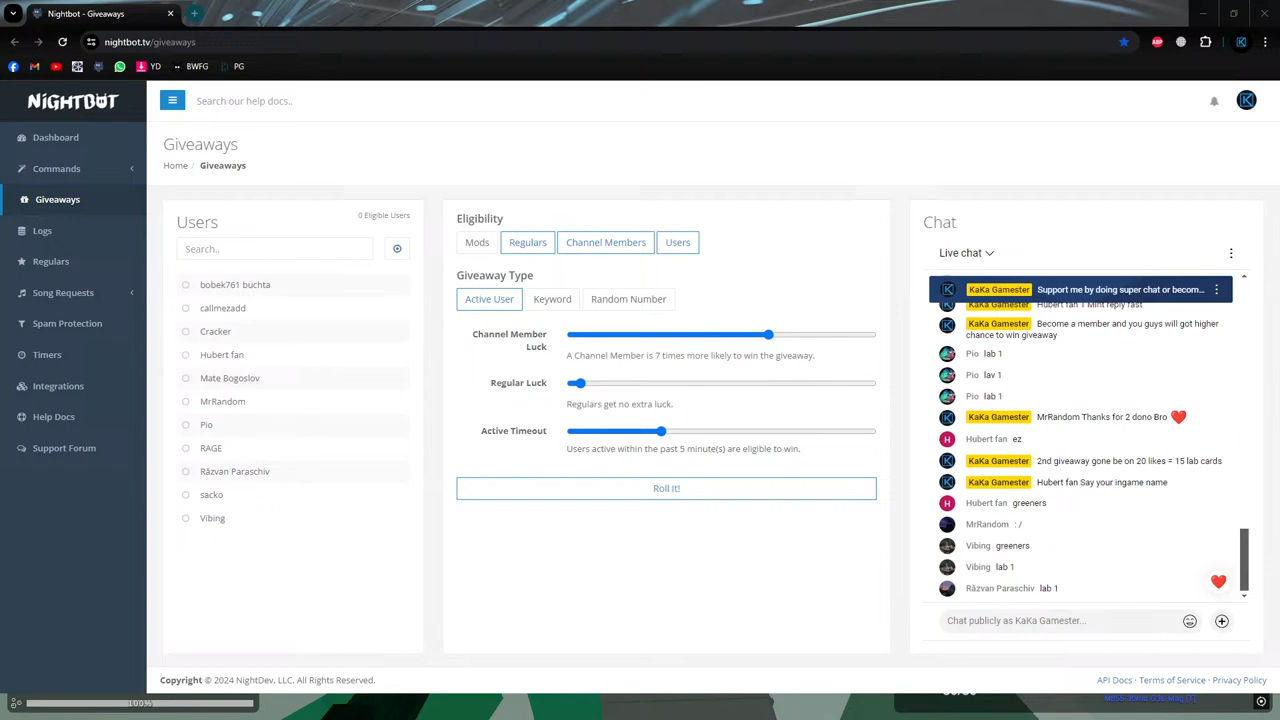 Nightbot - Giveaways
nightbot.tv/giveaways
YD
BWFG
PG
NIGHTBOT
Search our help docs..
Dashboard
Commands
Giveaways
Logs
Regulars
Song Requests
Spam Protection
Timers
Integrations
Help Docs
Support Forum
Giveaways
Home / Giveaways
Users
0 Eligible Users
Search..
bobek761 buchta
callmezadd
Cracker
Hubert fan
Mate Bogoslov
MrRandom
Pio
RAGE
Răzvan Paraschiv
sacko
Vibing
Eligibility
Mods
Regulars
Channel Members
Users
Giveaway Type
Active User
Keyword
Random Number
Channel Member
Luck
A Channel Member is 7 times more likely to win the giveaway.
Regular Luck
Regulars get no extra luck.
Active Timeout
Users active within the past 5 minute(s) are eligible to win.
Roll It!
Chat
Live chat
KaKa Gamester Support me by doing super chat or becom...
KaKa Gamester Hubert fan 1 Mint reply fast
KaKa Gamester Become a member and you guys will got higher
chance to win giveaway
Pio lab 1
Pio lav 1
Pio lab 1
KaKa Gamester MrRandom Thanks for 2 dono Bro ❤️
Hubert fan ez
KaKa Gamester 2nd giveaway gone be on 20 likes = 15 lab cards
KaKa Gamester Hubert fan Say your ingame name
Hubert fan greeners
MrRandom : /
Vibing greeners
Vibing lab 1
Răzvan Paraschiv lab 1
Chat publicly as KaKa Gamester...
Copyright © 2024 NightDev, LLC. All Rights Reserved.
API Docs · Terms of Service · Privacy Policy
100%